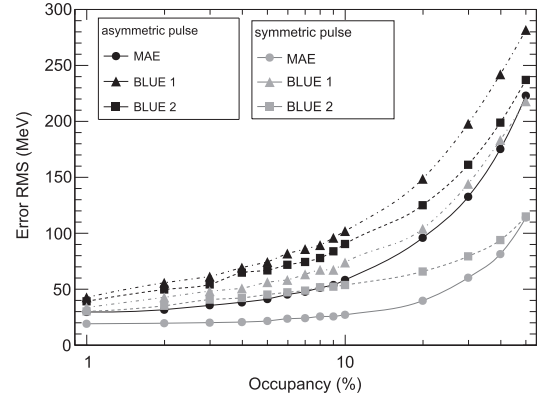 300
250
200
150
100
50
0
Error RMS (MeV)
asymmetric pulse
MAE
BLUE 1
BLUE 2
symmetric pulse
MAE
BLUE 1
BLUE 2
1
10
Occupancy (%)